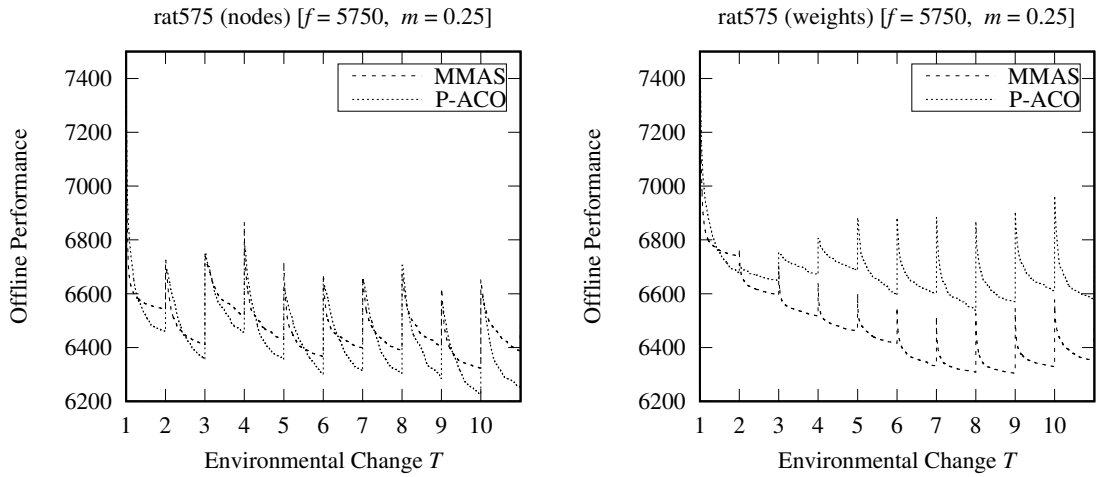 rat575 (nodes) [f = 5750, m = 0.25]
7400
7200
7000
6800
6600
6400
6200
Offline Performance
MMAS
P-ACO
1 2 3 4 5 6 7 8 9 10
Environmental Change T
rat575 (weights) [f = 5750, m = 0.25]
7400
7200
7000
6800
6600
6400
6200
Offline Performance
MMAS
P-ACO
1 2 3 4 5 6 7 8 9 10
Environmental Change T